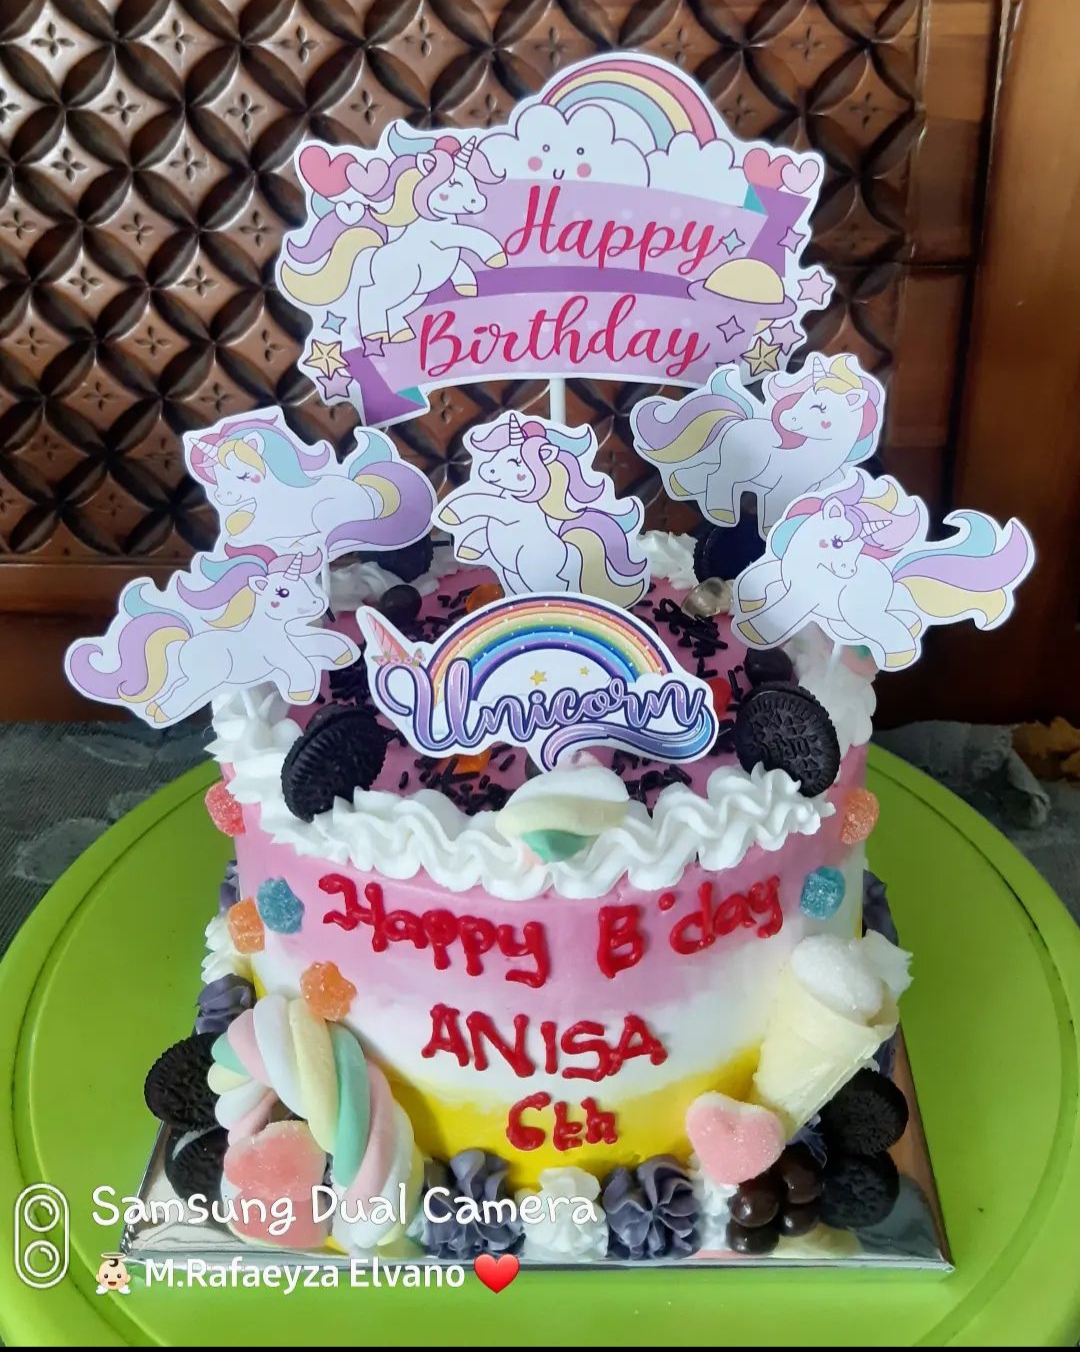 Happy
Birthday
Unicorn
Happy B'day
ANISA
6th
Samsung Dual Camera
👼🏻 M.Rafaeyza Elvano ❤️